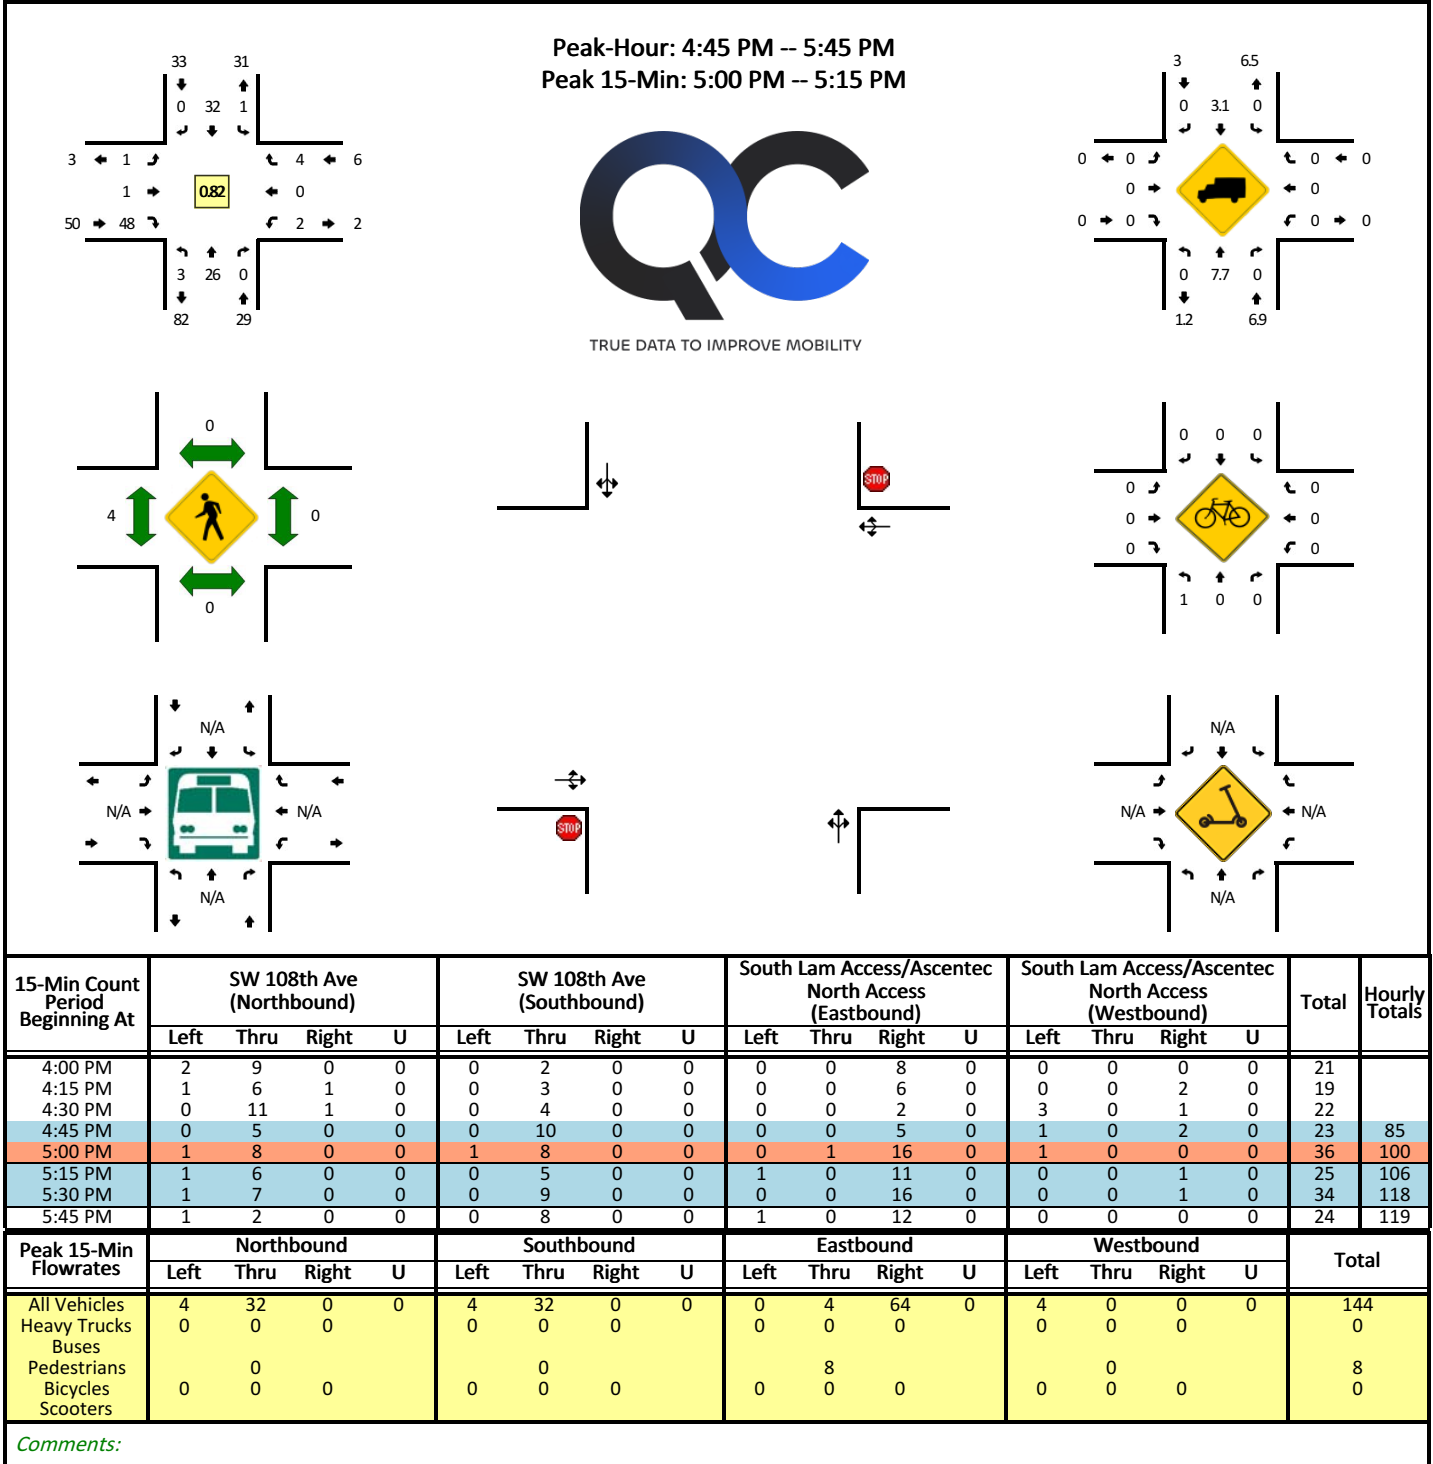 Peak-Hour: 4:45 PM -- 5:45 PM
Peak 15-Min: 5:00 PM -- 5:15 PM
33 31
0 32 1
3 1 4 6
1 0.82 0
50 48 2 2
3 26 0
82 29
QC
TRUE DATA TO IMPROVE MOBILITY
3 6.5
0 3.1 0
0 0 0 0
0 0
0 0 0 0
0 7.7 0
1.2 6.9
0
4 0
0
STOP
STOP
0 0 0
0 0
0 0
0 0
1 0 0
N/A
N/A N/A
N/A
N/A
N/A N/A
N/A
15-Min Count Period Beginning At SW 108th Ave (Northbound) SW 108th Ave (Southbound) South Lam Access/Ascentec North Access (Eastbound) South Lam Access/Ascentec North Access (Westbound) Total Hourly Totals
Left Thru Right U Left Thru Right U Left Thru Right U Left Thru Right U
4:00 PM 2 9 0 0 0 2 0 0 0 0 8 0 0 0 0 0 21
4:15 PM 1 6 1 0 0 3 0 0 0 0 6 0 0 0 2 0 19
4:30 PM 0 11 1 0 0 4 0 0 0 0 2 0 3 0 1 0 22
4:45 PM 0 5 0 0 0 10 0 0 0 0 5 0 1 0 2 0 23 85
5:00 PM 1 8 0 0 1 8 0 0 0 1 16 0 1 0 0 0 36 100
5:15 PM 1 6 0 0 0 5 0 0 1 0 11 0 0 0 1 0 25 106
5:30 PM 1 7 0 0 0 9 0 0 0 0 16 0 0 0 1 0 34 118
5:45 PM 1 2 0 0 0 8 0 0 1 0 12 0 0 0 0 0 24 119
Peak 15-Min Flowrates Northbound Southbound Eastbound Westbound Total
Left Thru Right U Left Thru Right U Left Thru Right U Left Thru Right U
All Vehicles 4 32 0 0 4 32 0 0 0 4 64 0 4 0 0 0 144
Heavy Trucks 0 0 0 0 0 0 0 0 0 0 0 0 0
Buses
Pedestrians 0 0 8 0 8
Bicycles 0 0 0 0 0 0 0 0 0 0 0 0 0
Scooters
Comments: